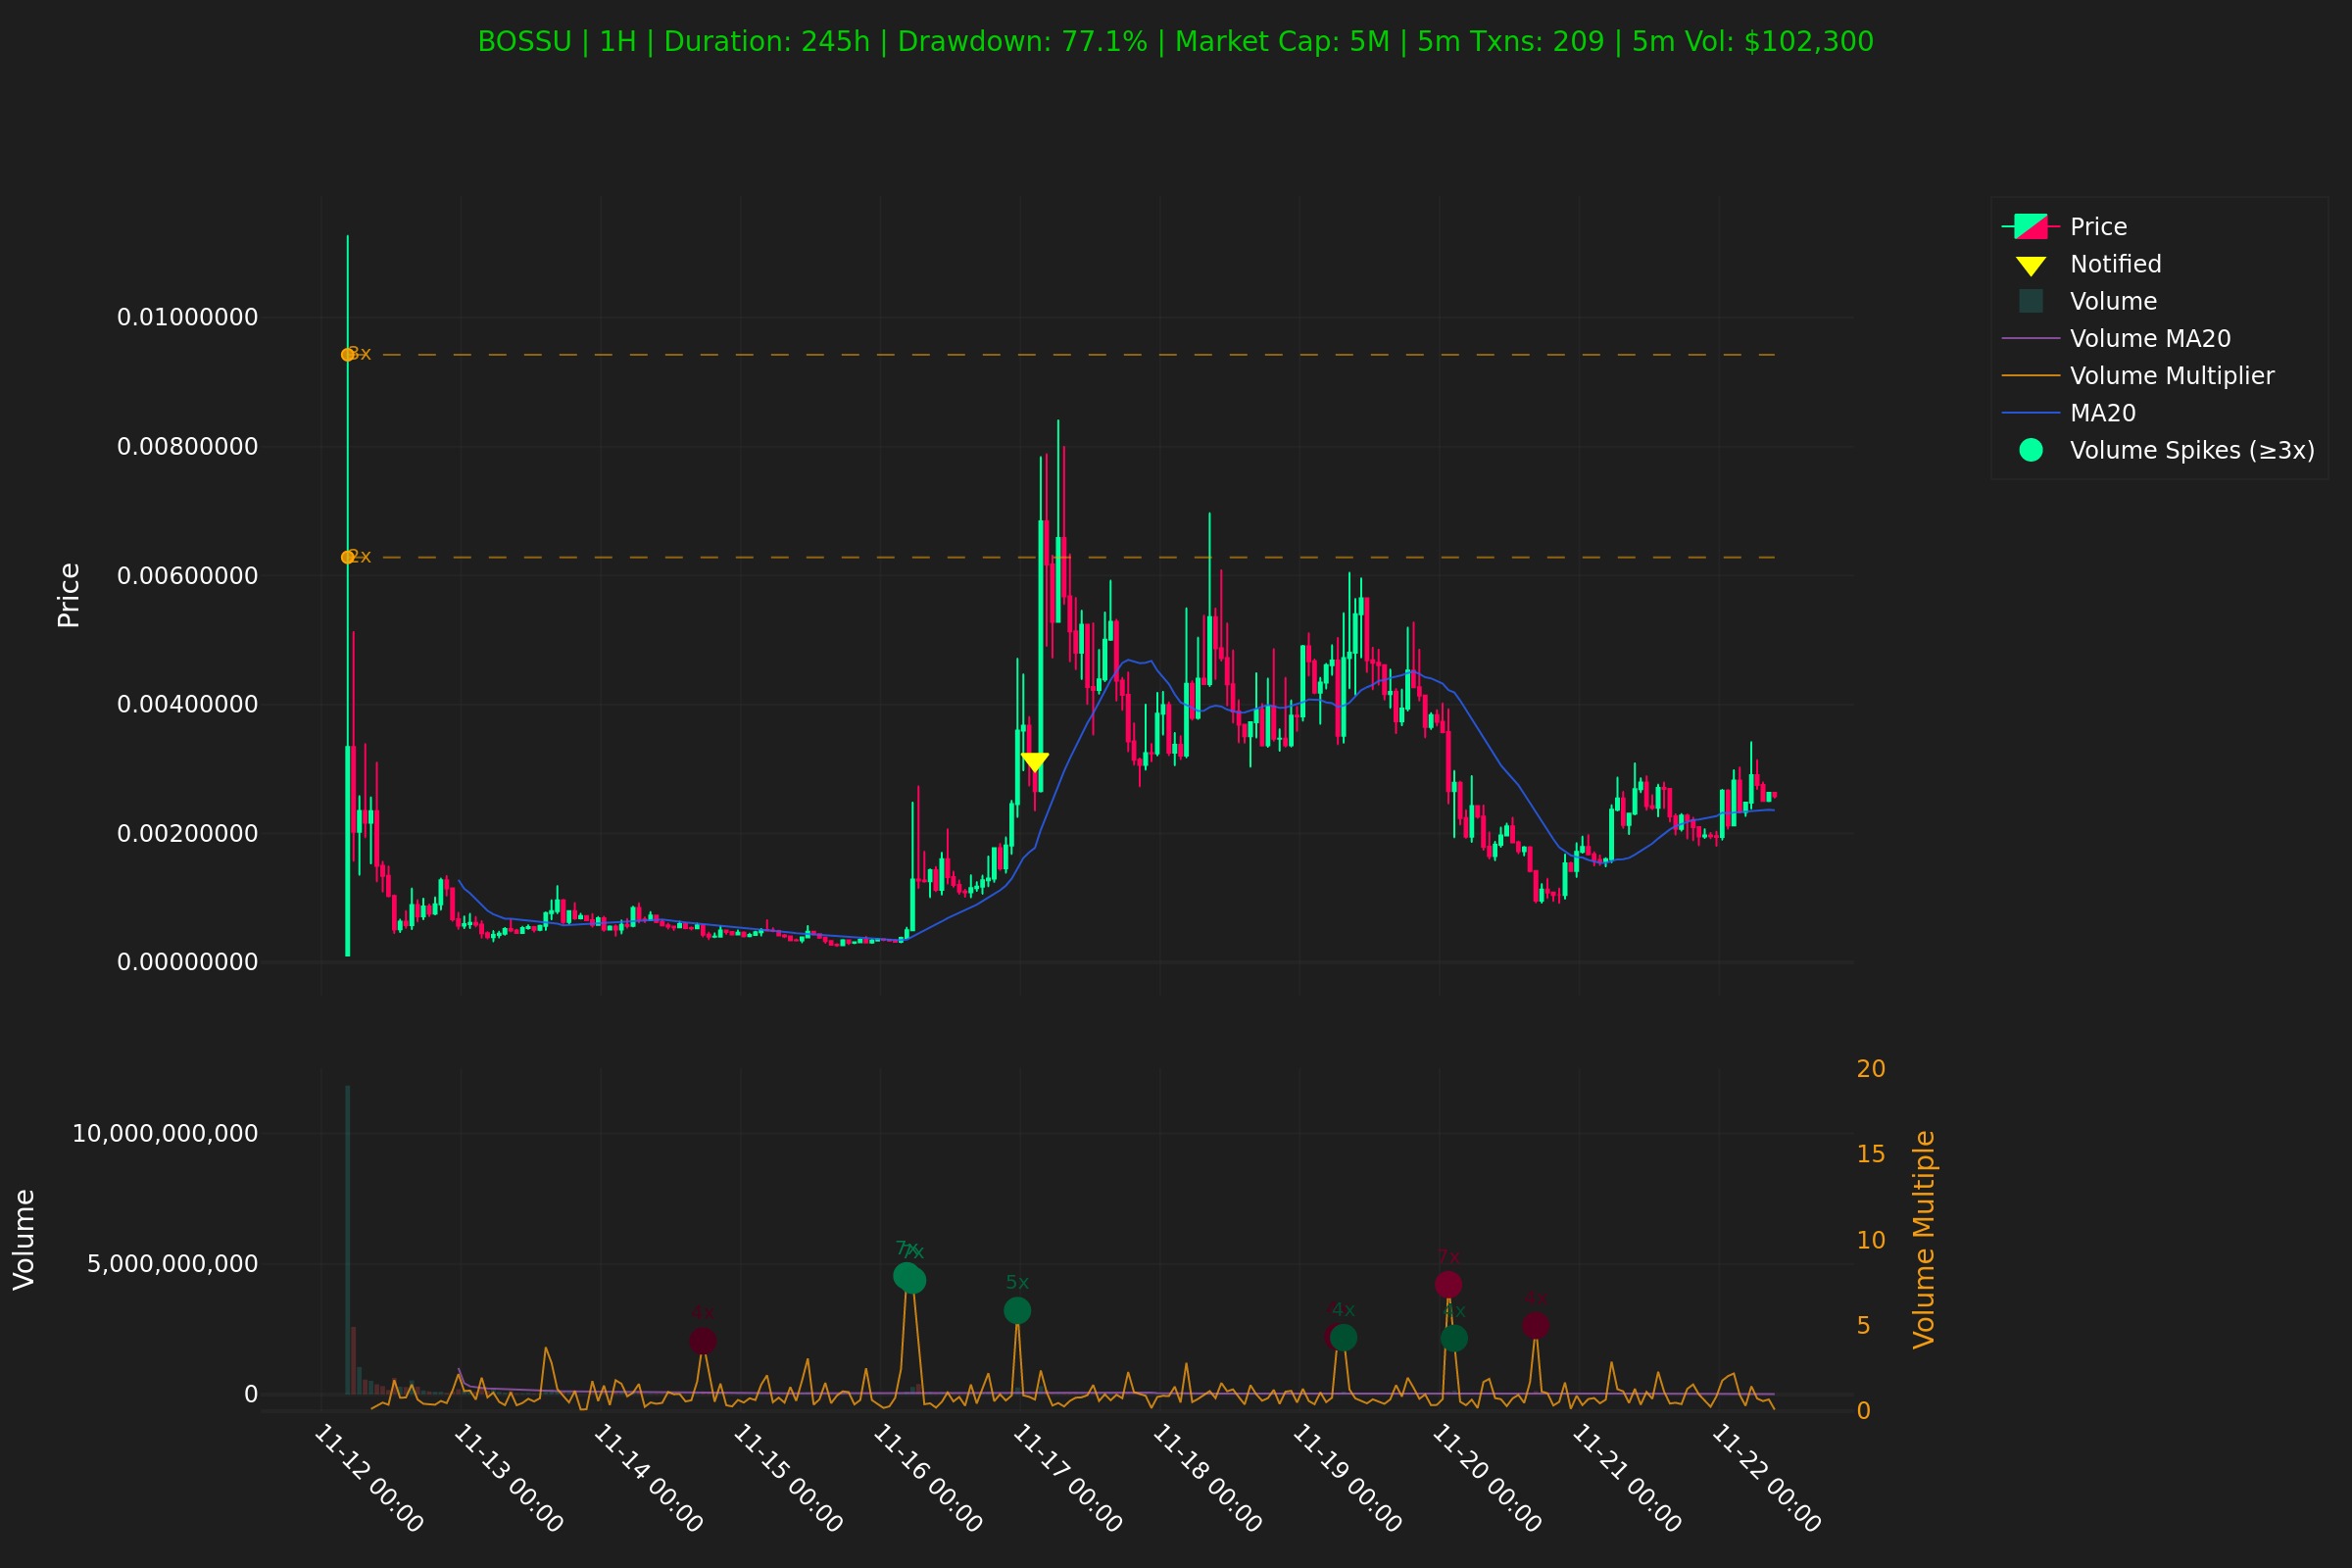 BOSSU | 1H | Duration: 245h | Drawdown: 77.1% | Market Cap: 5M | 5m Txns: 209 | 5m Vol: $102,300
Price
Notified
Volume
Volume MA20
Volume Multiplier
MA20
Volume Spikes (≥3x)
Price
0.01000000
0.00800000
0.00600000
0.00400000
0.00200000
0.00000000
3x
2x
Volume
10,000,000,000
5,000,000,000
0
4x
7x
7x
5x
4x
7x
4x
20
15
10
5
0
Volume Multiple
11-12 00:00
11-13 00:00
11-14 00:00
11-15 00:00
11-16 00:00
11-17 00:00
11-18 00:00
11-19 00:00
11-20 00:00
11-21 00:00
11-22 00:00